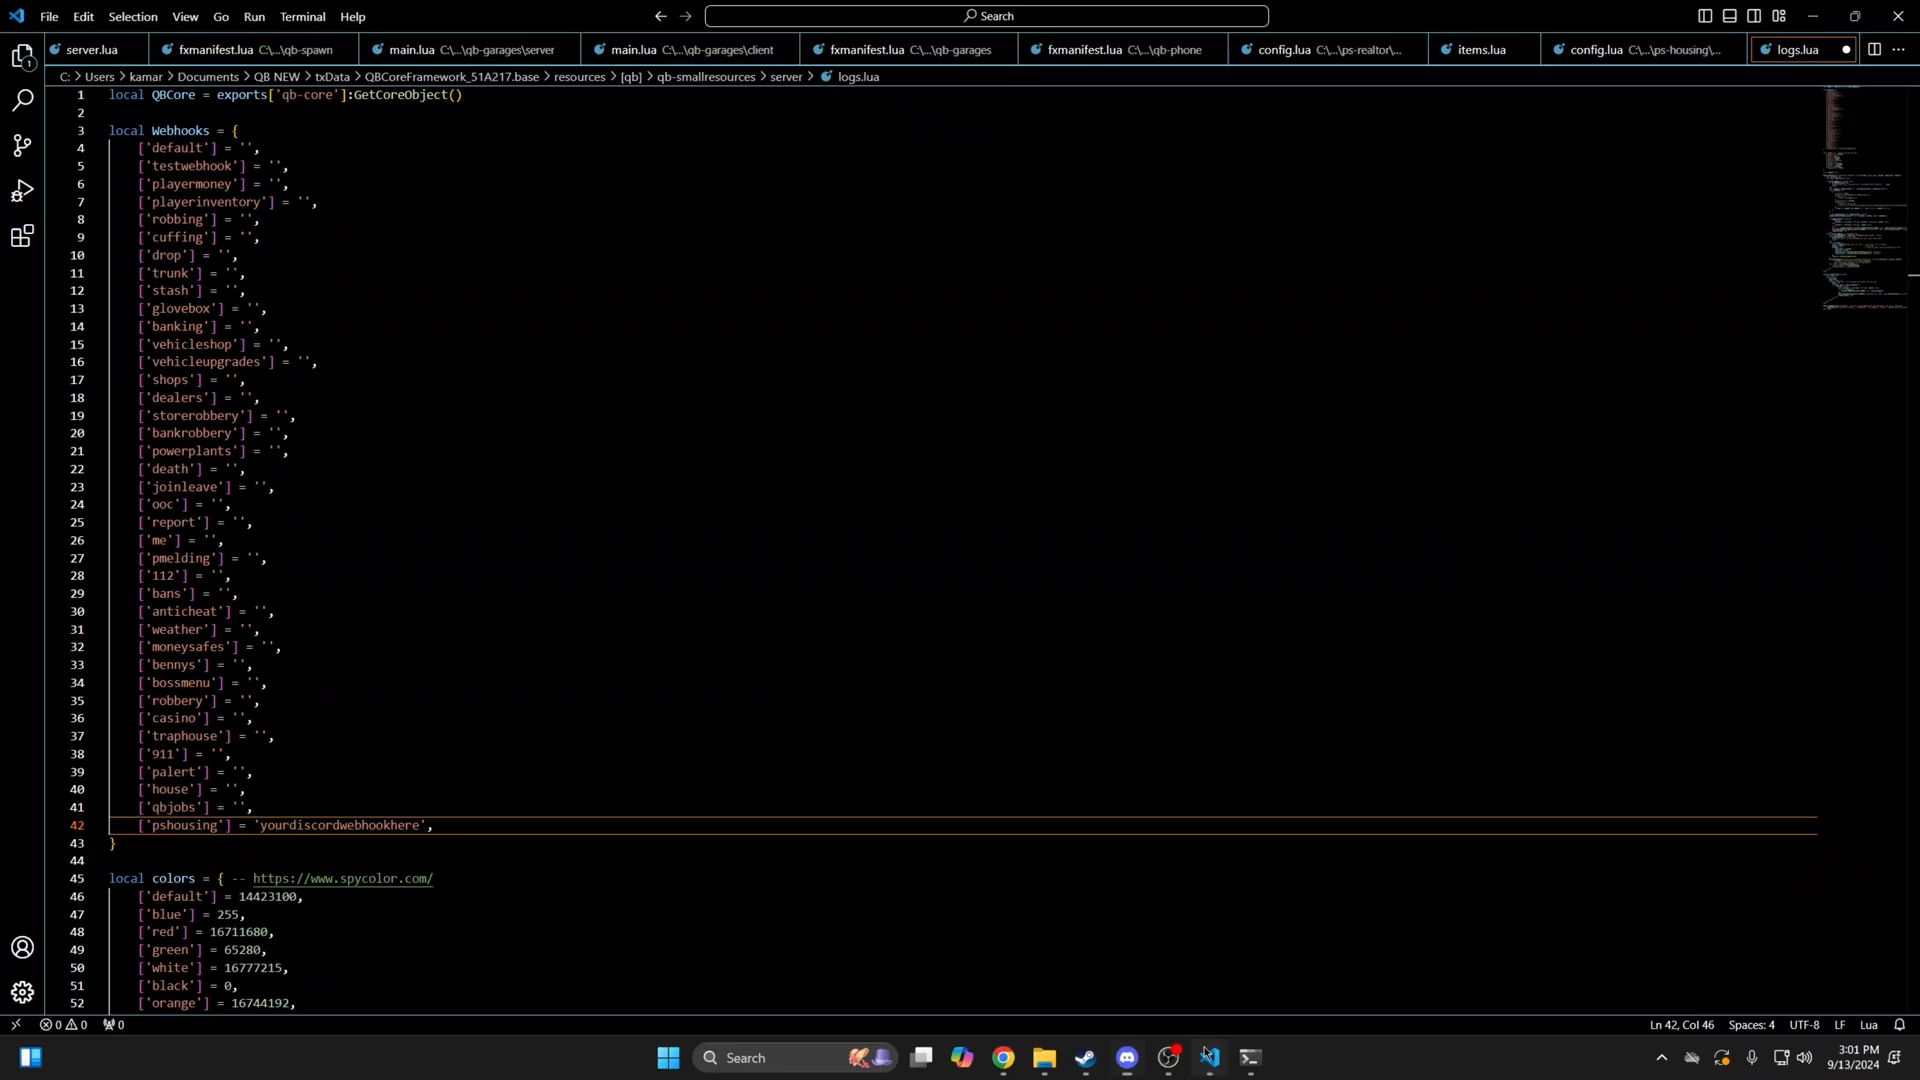 File Edit Selection View Go Run Terminal Help
Search
server.lua
fxmanifest.lua C:\...\qb-spawn
main.lua C:\...\qb-garages\server
main.lua C:\...\qb-garages\client
fxmanifest.lua C:\...\qb-garages
fxmanifest.lua C:\...\qb-phone
config.lua C:\...\ps-realtor\...
items.lua
config.lua C:\...\ps-housing\...
logs.lua
C: > Users > kamar > Documents > QB NEW > txData > QBCoreFramework_51A217.base > resources > [qb] > qb-smallresources > server > logs.lua
1 local QBCore = exports['qb-core']:GetCoreObject()
2
3 local Webhooks = {
4 ['default'] = '',
5 ['testwebhook'] = '',
6 ['playermoney'] = '',
7 ['playerinventory'] = '',
8 ['robbing'] = '',
9 ['cuffing'] = '',
10 ['drop'] = '',
11 ['trunk'] = '',
12 ['stash'] = '',
13 ['glovebox'] = '',
14 ['banking'] = '',
15 ['vehicleshop'] = '',
16 ['vehicleupgrades'] = '',
17 ['shops'] = '',
18 ['dealers'] = '',
19 ['storerobbery'] = '',
20 ['bankrobbery'] = '',
21 ['powerplants'] = '',
22 ['death'] = '',
23 ['joinleave'] = '',
24 ['ooc'] = '',
25 ['report'] = '',
26 ['me'] = '',
27 ['pmelding'] = '',
28 ['112'] = '',
29 ['bans'] = '',
30 ['anticheat'] = '',
31 ['weather'] = '',
32 ['moneysafes'] = '',
33 ['bennys'] = '',
34 ['bossmenu'] = '',
35 ['robbery'] = '',
36 ['casino'] = '',
37 ['traphouse'] = '',
38 ['911'] = '',
39 ['palert'] = '',
40 ['house'] = '',
41 ['qbjobs'] = '',
42 ['pshousing'] = 'yourdiscordwebhookhere',
43 }
44
45 local colors = { -- https://www.spycolor.com/
46 ['default'] = 14423100,
47 ['blue'] = 255,
48 ['red'] = 16711680,
49 ['green'] = 65280,
50 ['white'] = 16777215,
51 ['black'] = 0,
52 ['orange'] = 16744192,
0 0 0
Ln 42, Col 46 Spaces: 4 UTF-8 LF Lua
Search
3:01 PM
9/13/2024